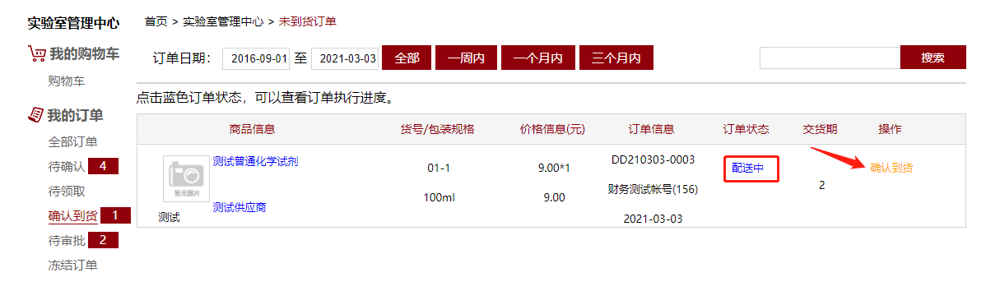 实验室管理中心
首页 > 实验室管理中心 > 未到货订单
我的购物车
购物车
我的订单
全部订单
待确认 4
待领取
确认到货 1
待审批 2
冻结订单
订单日期： 2016-09-01 至 2021-03-03 全部 一周内 一个月内 三个月内 搜索
点击蓝色订单状态，可以查看订单执行进度。
商品信息 货号/包装规格 价格信息(元) 订单信息 订单状态 交货期 操作
暂无图片
测试普通化学试剂
测试供应商
测试
01-1
100ml
9.00*1
9.00
DD210303-0003
财务测试帐号(156)
2021-03-03
配送中
2
确认到货